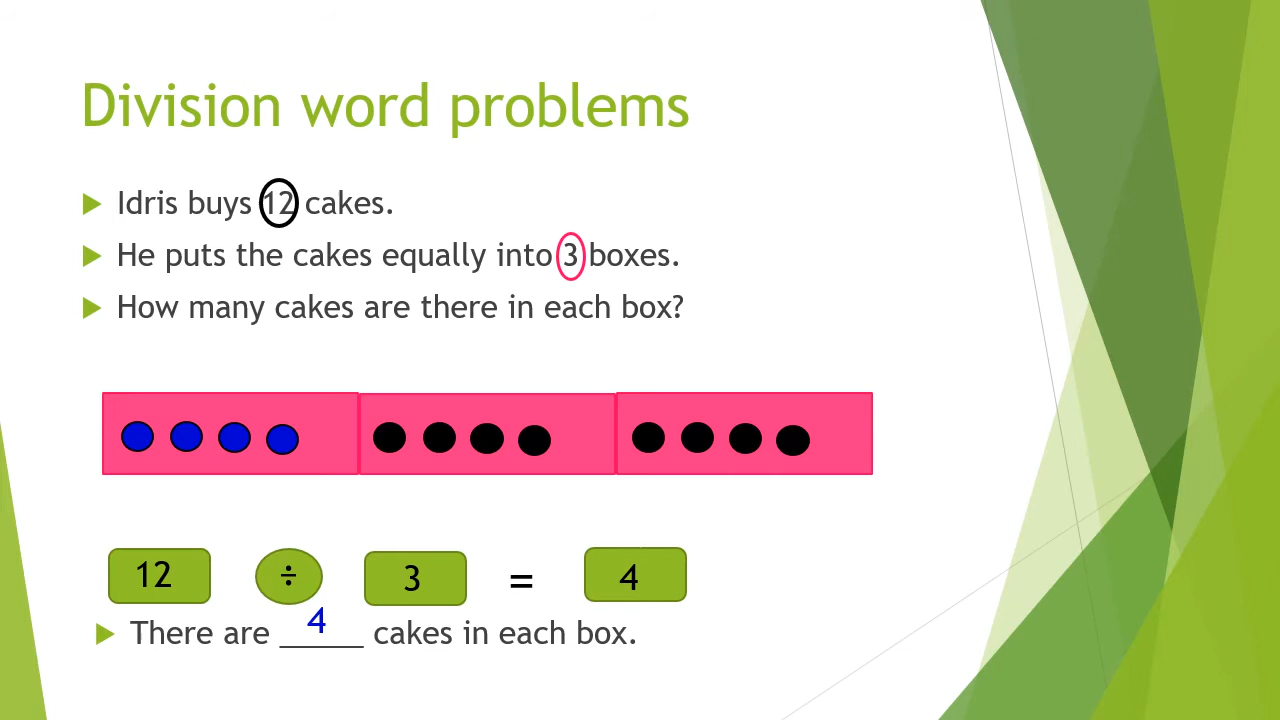 Division word problems
Idris buys 12 cakes.
He puts the cakes equally into 3 boxes.
How many cakes are there in each box?
12 ÷ 3 = 4
There are __4__ cakes in each box.